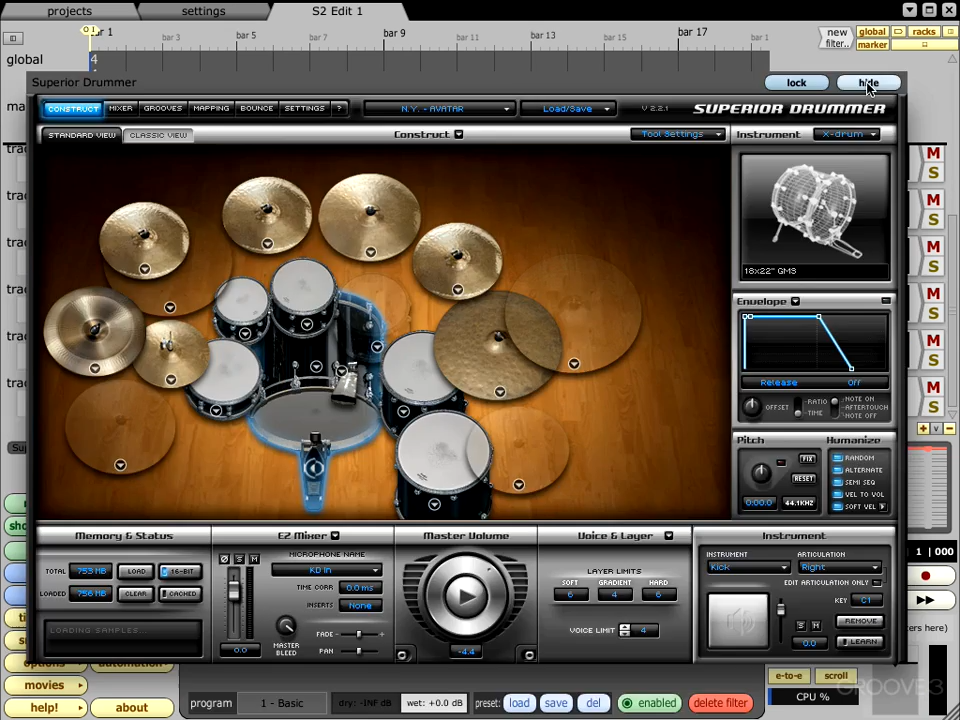 projects
settings
S2 Edit 1
bar 3
bar 5
bar 7
bar 9
bar 11
bar 13
bar 15
bar 17
new
filter..
global
racks
marker
global
4
Superior Drummer
lock
hide
CONSTRUCT
MIXER
GROOVES
MAPPING
BOUNCE
SETTINGS
?
N.Y. - AVATAR
Load/Save
V 2.2.1
SUPERIOR DRUMMER
STANDARD VIEW
CLASSIC VIEW
Construct
Tool Settings
Instrument
X-drum
18x22" GMS
Envelope
Release
Off
OFFSET
RATIO
TIME
NOTE ON
AFTERTOUCH
NOTE OFF
Pitch
Humanize
FIX
RESET
0:00.0
44.1KHZ
RANDOM
ALTERNATE
SEMI SEQ
VEL TO VOL
SOFT VEL
M
S
M
S
M
S
M
S
M
S
M
S
Memory & Status
EZ Mixer
Master Volume
Voice & Layer
Instrument
TOTAL
753 MB
LOAD
16-BIT
LOADED
756 MB
CLEAR
CACHED
LOADING SAMPLES...
Ø S M
MICROPHONE NAME
KD In
TIME CORR
0.0 ms
INSERTS
None
FADE
PAN
MASTER
BLEED
0.0
-4.4
LAYER LIMITS
SOFT
GRADIENT
HARD
6
4
6
VOICE LIMIT
4
INSTRUMENT
ARTICULATION
Kick
Right
EDIT ARTICULATION ONLY
KEY
C1
S M
REMOVE
0.0
LEARN
1 | 000
options
automation
movies
help!
about
program
1 - Basic
dry: -INF dB
wet: +0.0 dB
preset:
load
save
del
enabled
delete filter
e-to-e
scroll
CPU %
GROOVE3